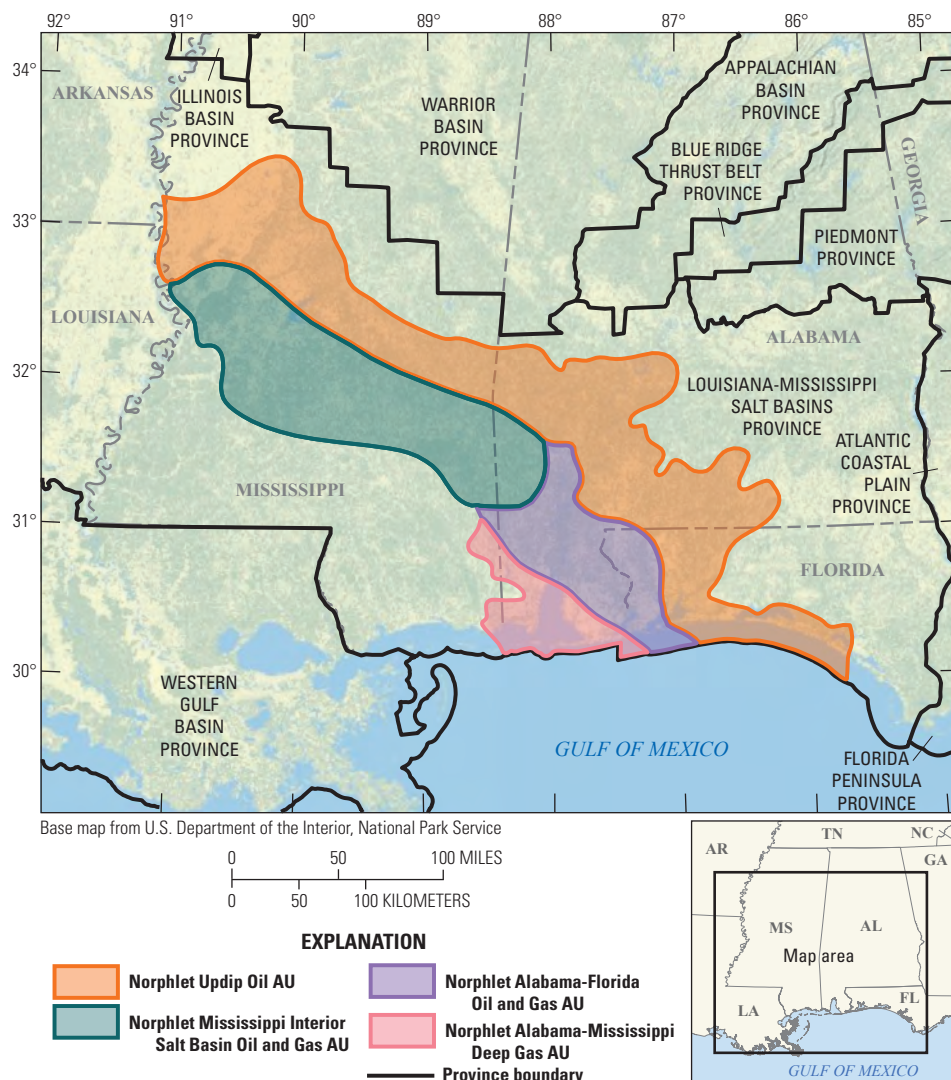 92°
91°
90°
89°
88°
87°
86°
85°
34°
33°
32°
31°
30°
ARKANSAS
ILLINOIS
BASIN
PROVINCE
WARRIOR
BASIN
PROVINCE
APPALACHIAN
BASIN
PROVINCE
BLUE RIDGE
THRUST BELT
PROVINCE
GEORGIA
PIEDMONT
PROVINCE
LOUISIANA
ALABAMA
LOUISIANA-MISSISSIPPI
SALT BASINS
PROVINCE
ATLANTIC
COASTAL
PLAIN
PROVINCE
MISSISSIPPI
FLORIDA
WESTERN
GULF
BASIN
PROVINCE
GULF OF MEXICO
FLORIDA
PENINSULA
PROVINCE
Base map from U.S. Department of the Interior, National Park Service
0 50 100 MILES
0 50 100 KILOMETERS
EXPLANATION
Norphlet Updip Oil AU
Norphlet Mississippi Interior
Salt Basin Oil and Gas AU
Norphlet Alabama-Florida
Oil and Gas AU
Norphlet Alabama-Mississippi
Deep Gas AU
Province boundary
AR
TN
NC
GA
MS
AL
Map area
LA
FL
GULF OF MEXICO